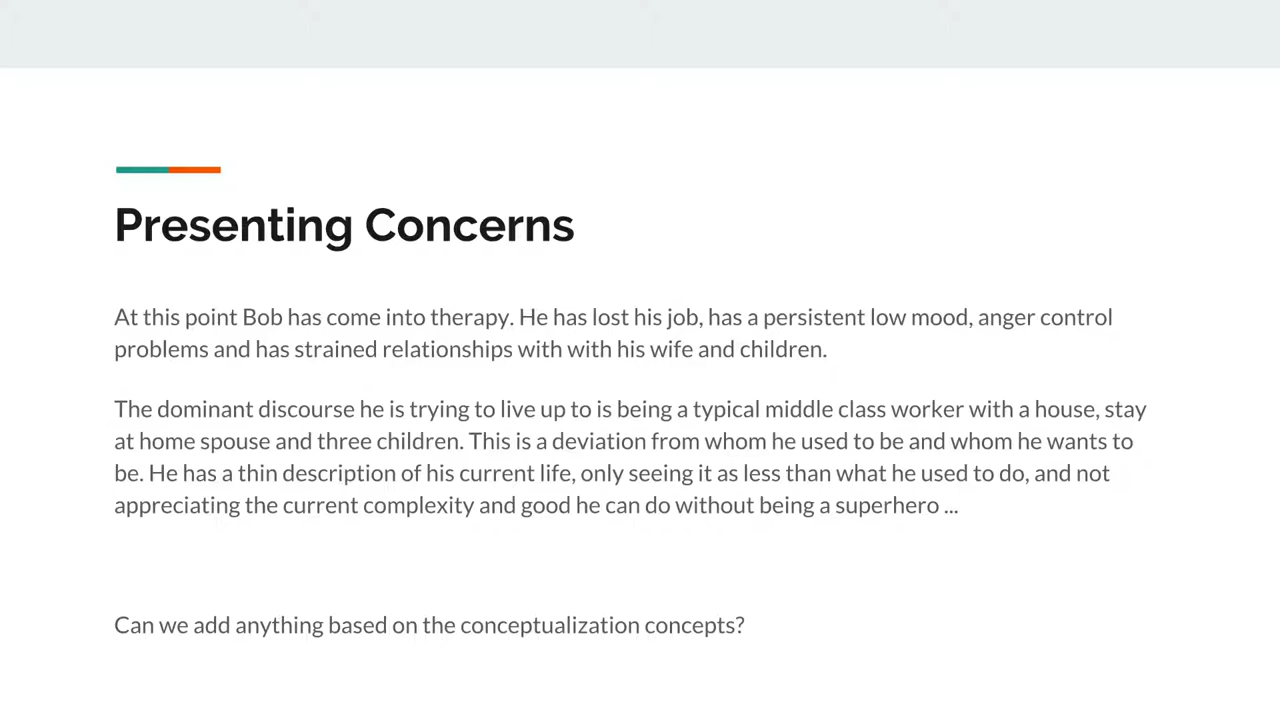 Presenting Concerns
At this point Bob has come into therapy. He has lost his job, has a persistent low mood, anger control
problems and has strained relationships with with his wife and children.
The dominant discourse he is trying to live up to is being a typical middle class worker with a house, stay
at home spouse and three children. This is a deviation from whom he used to be and whom he wants to
be. He has a thin description of his current life, only seeing it as less than what he used to do, and not
appreciating the current complexity and good he can do without being a superhero ...
Can we add anything based on the conceptualization concepts?